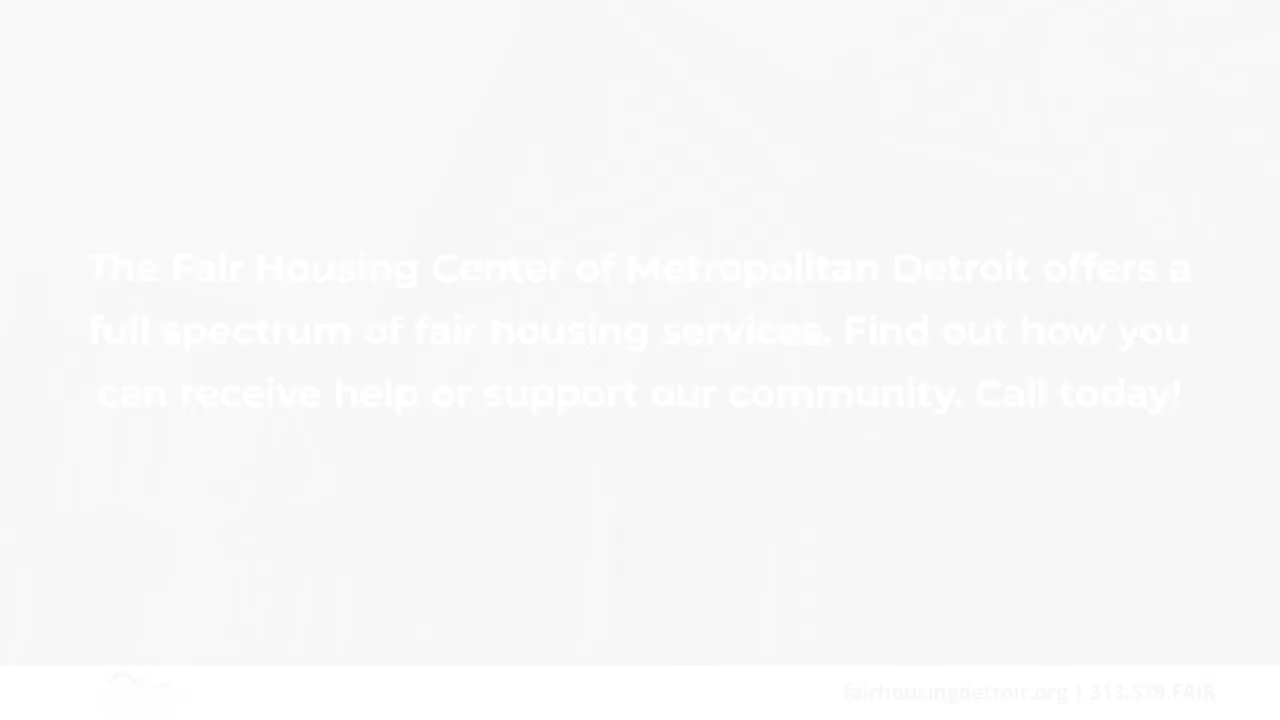 The Fair Housing Center of Metropolitan Detroit offers a
full spectrum of fair housing services. Find out how you
can receive help or support our community. Call today!
fairhousingdetroit.org | 313.579.FAIR